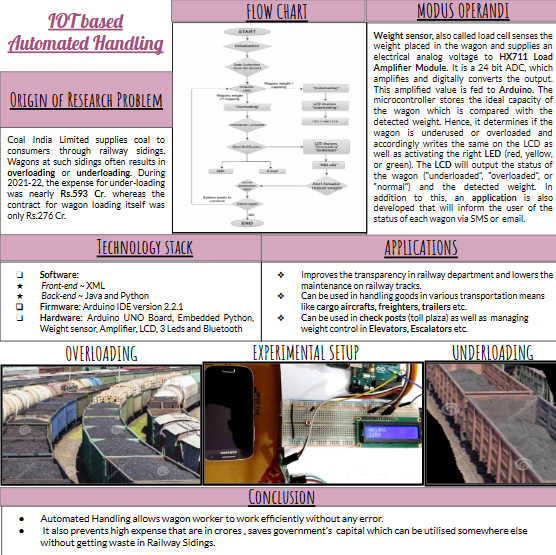 IOT based
Automated Handling
ORIGIN OF RESEARCH PROBLEM
Coal India Limited supplies coal to
consumers through railway sidings.
Wagons at such sidings often results in
overloading or underloading. During
2021-22, the expense for under-loading
was nearly Rs.593 Cr. whereas the
contract for wagon loading itself was
only Rs.276 Cr.
FLOW CHART
START
Initialization
SMS
E-mail
END
MODUS OPERANDI
Weight sensor, also called load cell senses the
weight placed in the wagon and supplies an
electrical analog voltage to HX711 Load
Amplifier Module. It is a 24 bit ADC, which
amplifies and digitally converts the output.
This amplified value is fed to Arduino. The
microcontroller stores the ideal capacity of
the wagon which is compared with the
detected weight. Hence, it determines if the
wagon is underused or overloaded and
accordingly writes the same on the LCD as
well as activating the right LED (red, yellow,
or green). The LCD will output the status of
the wagon ("underloaded", "overloaded", or
"normal") and the detected weight. In
addition to this, an application is also
developed that will inform the user of the
status of each wagon via SMS or email.
TECHNOLOGY STACK
❑ Software:
★ Front-end ~ XML
★ Back-end ~ Java and Python
❑ Firmware: Arduino IDE version 2.2.1
❑ Hardware: Arduino UNO Board, Embedded Python,
Weight sensor, Amplifier, LCD, 3 Leds and Bluetooth
APPLICATIONS
❖ Improves the transparency in railway department and lowers the
maintenance on railway tracks.
❖ Can be used in handling goods in various transportation means
like cargo aircrafts, freighters, trailers etc.
❖ Can be used in check posts (toll plaza) as well as managing
weight control in Elevators, Escalators etc.
OVERLOADING
EXPERIMENTAL SETUP
UNDERLOADING
CONCLUSION
● Automated Handling allows wagon worker to work efficiently without any error.
● It also prevents high expense that are in crores , saves government's capital which can be utilised somewhere else
without getting waste in Railway Sidings.